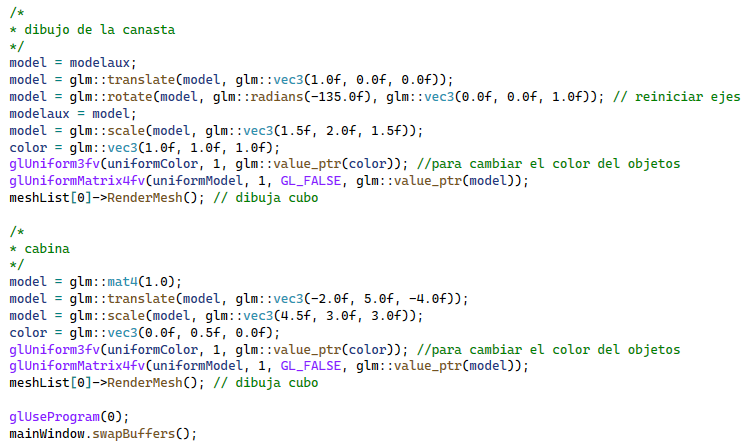 /*
* dibujo de la canasta
*/
model = modelaux;
model = glm::translate(model, glm::vec3(1.0f, 0.0f, 0.0f));
model = glm::rotate(model, glm::radians(-135.0f), glm::vec3(0.0f, 0.0f, 1.0f)); // reiniciar ejes
modelaux = model;
model = glm::scale(model, glm::vec3(1.5f, 2.0f, 1.5f));
color = glm::vec3(1.0f, 1.0f, 1.0f);
glUniform3fv(uniformColor, 1, glm::value_ptr(color)); //para cambiar el color del objetos
glUniformMatrix4fv(uniformModel, 1, GL_FALSE, glm::value_ptr(model));
meshList[0]->RenderMesh(); // dibuja cubo

/*
* cabina
*/
model = glm::mat4(1.0);
model = glm::translate(model, glm::vec3(-2.0f, 5.0f, -4.0f));
model = glm::scale(model, glm::vec3(4.5f, 3.0f, 3.0f));
color = glm::vec3(0.0f, 0.5f, 0.0f);
glUniform3fv(uniformColor, 1, glm::value_ptr(color)); //para cambiar el color del objetos
glUniformMatrix4fv(uniformModel, 1, GL_FALSE, glm::value_ptr(model));
meshList[0]->RenderMesh(); // dibuja cubo

glUseProgram(0);
mainWindow.swapBuffers();